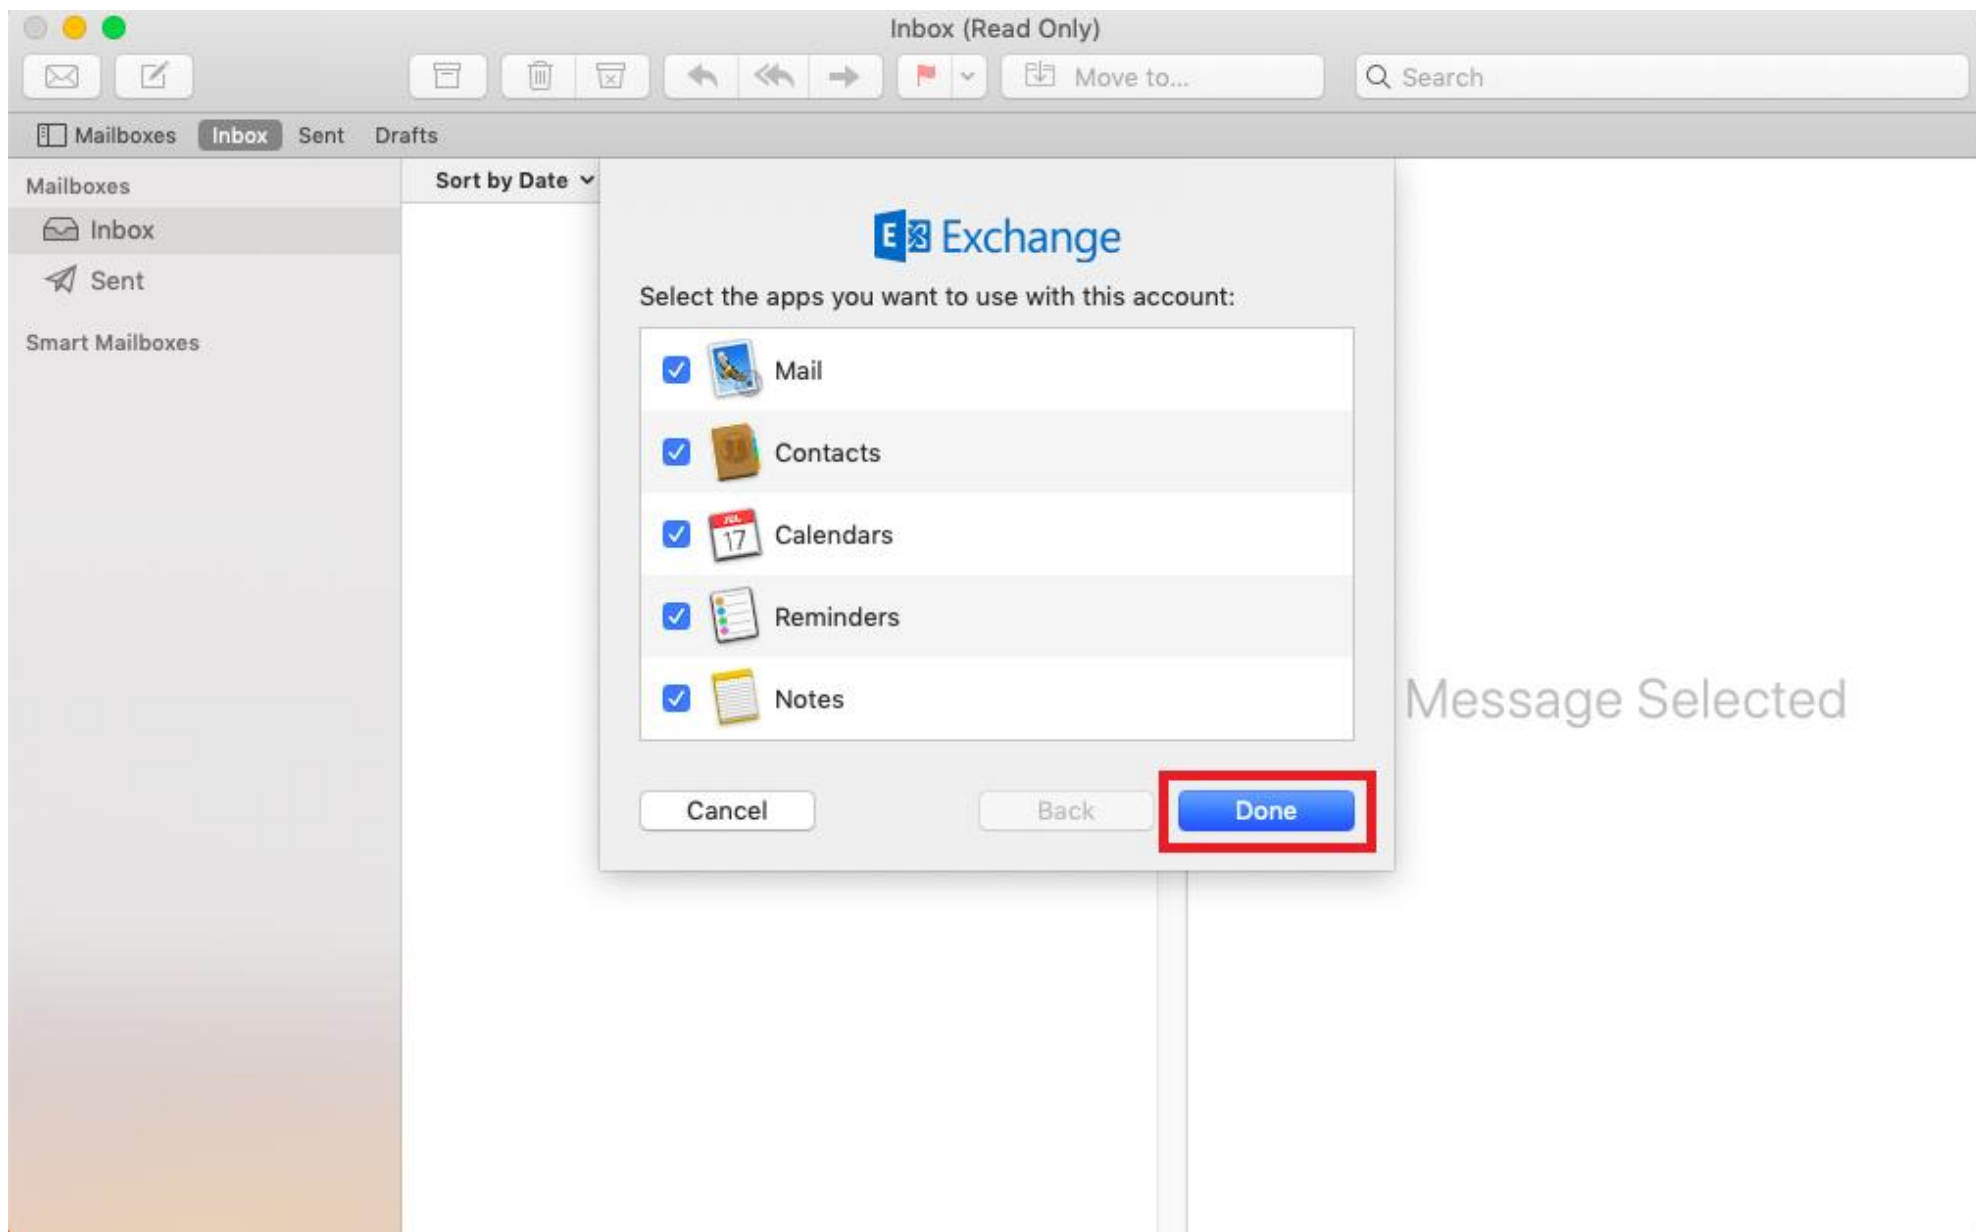 Inbox (Read Only)
Move to...
Search
Mailboxes Inbox Sent Drafts
Mailboxes
Inbox
Sent
Smart Mailboxes
Sort by Date
E Exchange
Select the apps you want to use with this account:
Mail
Contacts
JUL
17
Calendars
Reminders
Notes
Cancel Back Done
Message Selected